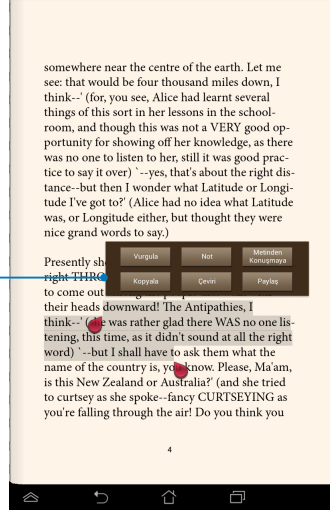 somewhere near the centre of the earth. Let me
see: that would be four thousand miles down, I
think--' (for, you see, Alice had learnt several
things of this sort in her lessons in the school-
room, and though this was not a VERY good op-
portunity for showing off her knowledge, as there
was no one to listen to her, still it was good prac-
tice to say it over) `--yes, that's about the right dis-
tance--but then I wonder what Latitude or Longi-
tude I've got to?' (Alice had no idea what Latitude
was, or Longitude either, but thought they were
nice grand words to say.)
Presently
Vurgula Not Metinden Konuşmaya
right
Kopyala Çeviri Paylaş
to come out
their heads downward! The Antipathies, I
think--' (she was rather glad there WAS no one lis-
tening, this time, as it didn't sound at all the right
word) `--but I shall have to ask them what the
name of the country is, you know. Please, Ma'am,
is this New Zealand or Australia?' (and she tried
to curtsey as she spoke--fancy CURTSEYING as
you're falling through the air! Do you think you
4